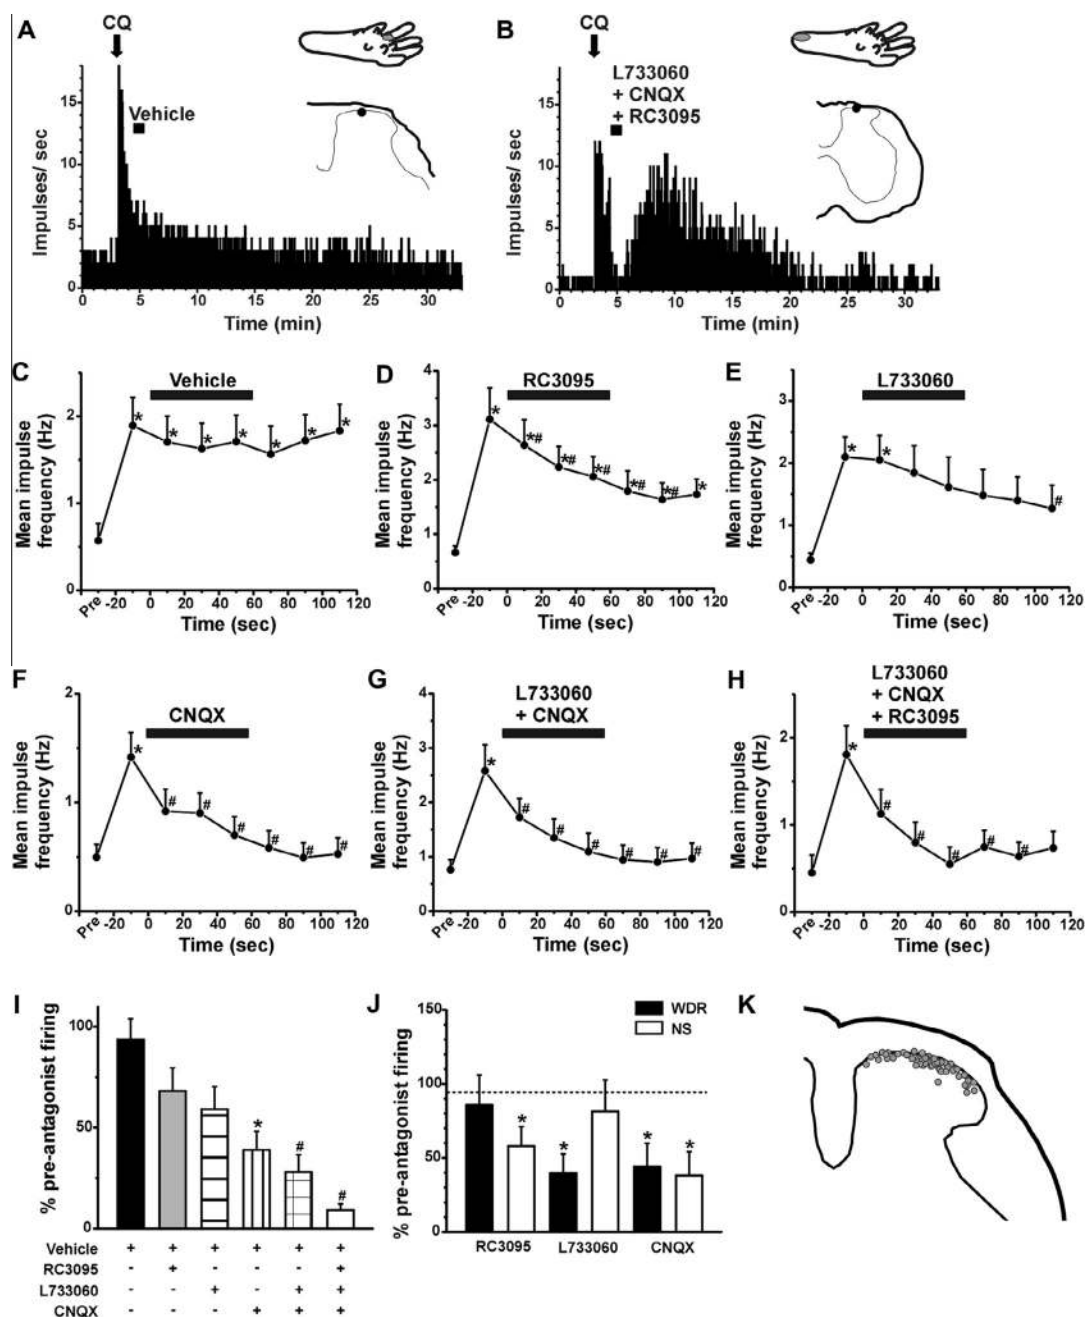 A
CQ
Vehicle
Impulses/ sec
15
10
5
0
0 5 10 15 20 25 30
Time (min)
B
CQ
L733060
+ CNQX
+ RC3095
Impulses/ sec
15
10
5
0
0 5 10 15 20 25 30
Time (min)
C
Vehicle
Mean impulse
frequency (Hz)
2
1
0
* * * * * * *
Pre -20 0 20 40 60 80 100 120
Time (sec)
D
RC3095
Mean impulse
frequency (Hz)
4
3
2
1
0
* *# *# *# *# *# *
Pre -20 0 20 40 60 80 100 120
Time (sec)
E
L733060
Mean impulse
frequency (Hz)
3
2
1
0
* * #
Pre -20 0 20 40 60 80 100 120
Time (sec)
F
CNQX
Mean impulse
frequency (Hz)
2
1
0
* # # # # # #
Pre -20 0 20 40 60 80 100 120
Time (sec)
G
L733060
+ CNQX
Mean impulse
frequency (Hz)
4
3
2
1
0
* # # # # # #
Pre -20 0 20 40 60 80 100 120
Time (sec)
H
L733060
+ CNQX
+ RC3095
Mean impulse
frequency (Hz)
2
1
0
* # # # # #
Pre -20 0 20 40 60 80 100 120
Time (sec)
I
% pre-antagonist firing
100
50
0
* # #
Vehicle + + + + + +
RC3095 - + - - - +
L733060 - - + - + +
CNQX - - - + + +
J
% pre-antagonist firing
150
100
50
0
WDR
NS
* * * *
RC3095 L733060 CNQX
K